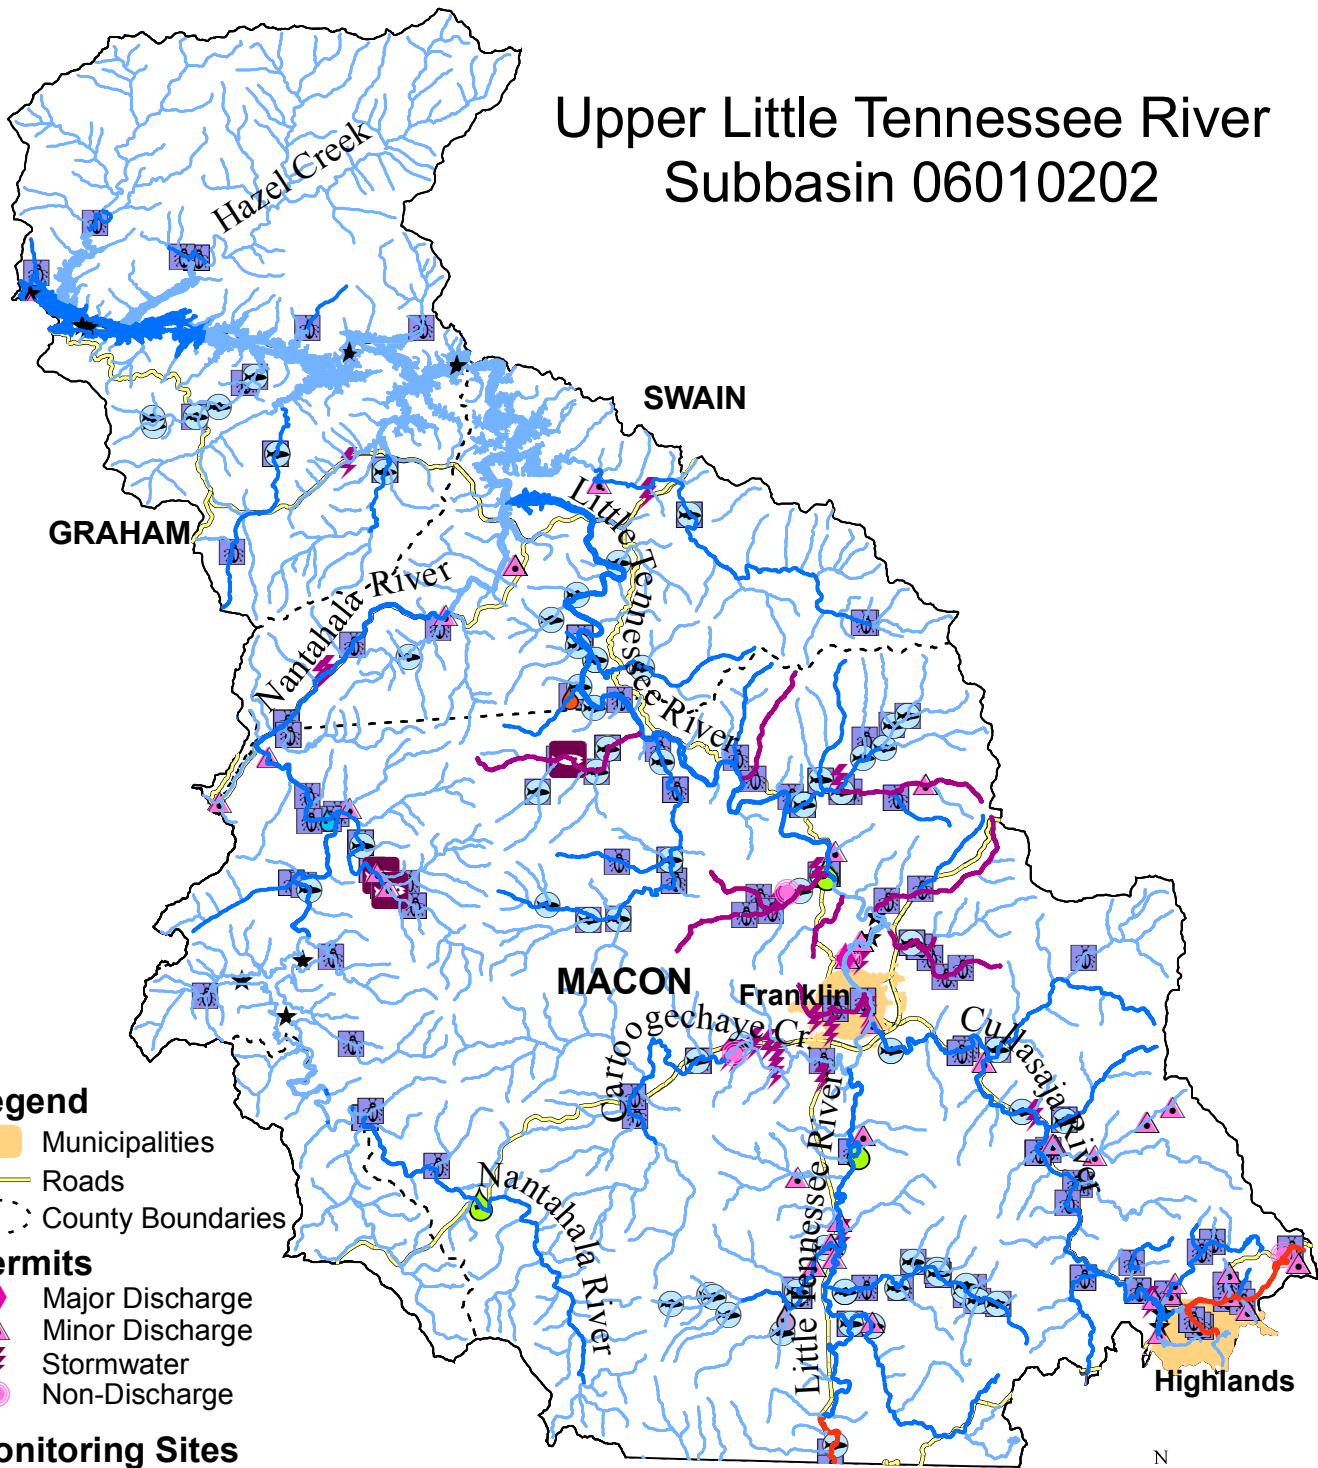 Upper Little Tennessee River
Subbasin 06010202
Hazel Creek
SWAIN
GRAHAM
Little Tennessee River
Nantahala River
MACON
Franklin
Cartoogechaye Cr
Cullasaja River
Little Tennessee River
Nantahala River
Highlands
egend
Municipalities
Roads
County Boundaries
ermits
Major Discharge
Minor Discharge
Stormwater
Non-Discharge
onitoring Sites
N